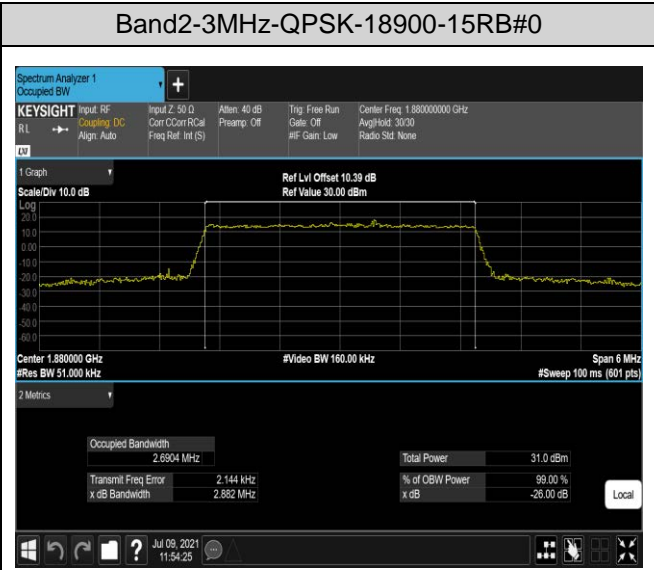 Band2-3MHz-QPSK-18900-15RB#0
Spectrum Analyzer 1
Occupied BW
+
KEYSIGHT Input: RF Input Z: 50 Ω Atten: 40 dB Trig: Free Run Center Freq: 1.880000000 GHz
RL Coupling: DC Corr CCorr RCal Preamp: Off Gate: Off Avg|Hold: 30/30
Align: Auto Freq Ref: Int (S) #IF Gain: Low Radio Std: None
LXI
1 Graph
Ref Lvl Offset 10.39 dB
Scale/Div 10.0 dB Ref Value 30.00 dBm
Log
20.0
10.0
0.00
-10.0
-20.0
-30.0
-40.0
-50.0
-60.0
Center 1.880000 GHz #Video BW 160.00 kHz Span 6 MHz
#Res BW 51.000 kHz #Sweep 100 ms (601 pts)
2 Metrics
Occupied Bandwidth
2.6904 MHz Total Power 31.0 dBm
Transmit Freq Error 2.144 kHz % of OBW Power 99.00 %
x dB Bandwidth 2.882 MHz x dB -26.00 dB
Local
? Jul 09, 2021
11:54:25